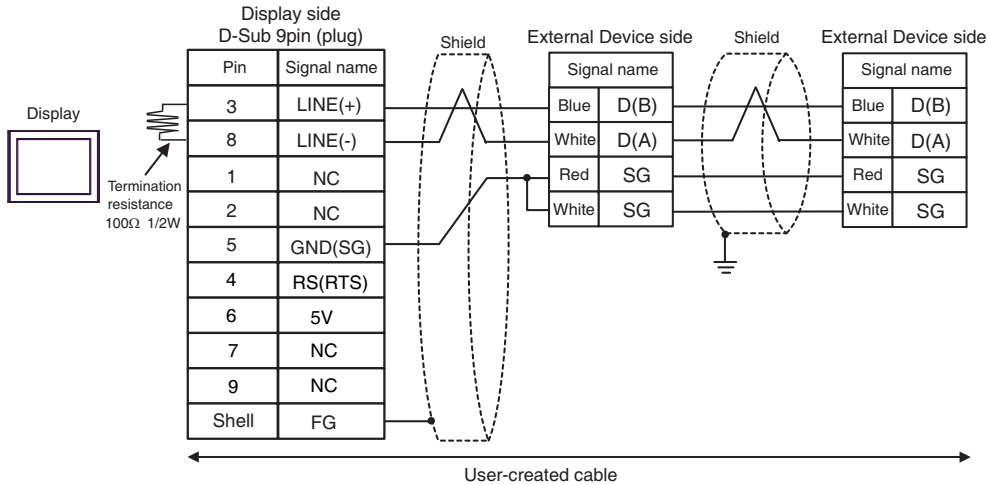 Display side
D-Sub 9pin (plug)
Shield
External Device side
Shield
External Device side
Pin Signal name
Signal name
Signal name
Display
3 LINE(+)
Blue D(B)
Blue D(B)
8 LINE(-)
White D(A)
White D(A)
Termination
resistance
100Ω 1/2W
1 NC
Red SG
Red SG
2 NC
White SG
White SG
5 GND(SG)
4 RS(RTS)
6 5V
7 NC
9 NC
Shell FG
User-created cable